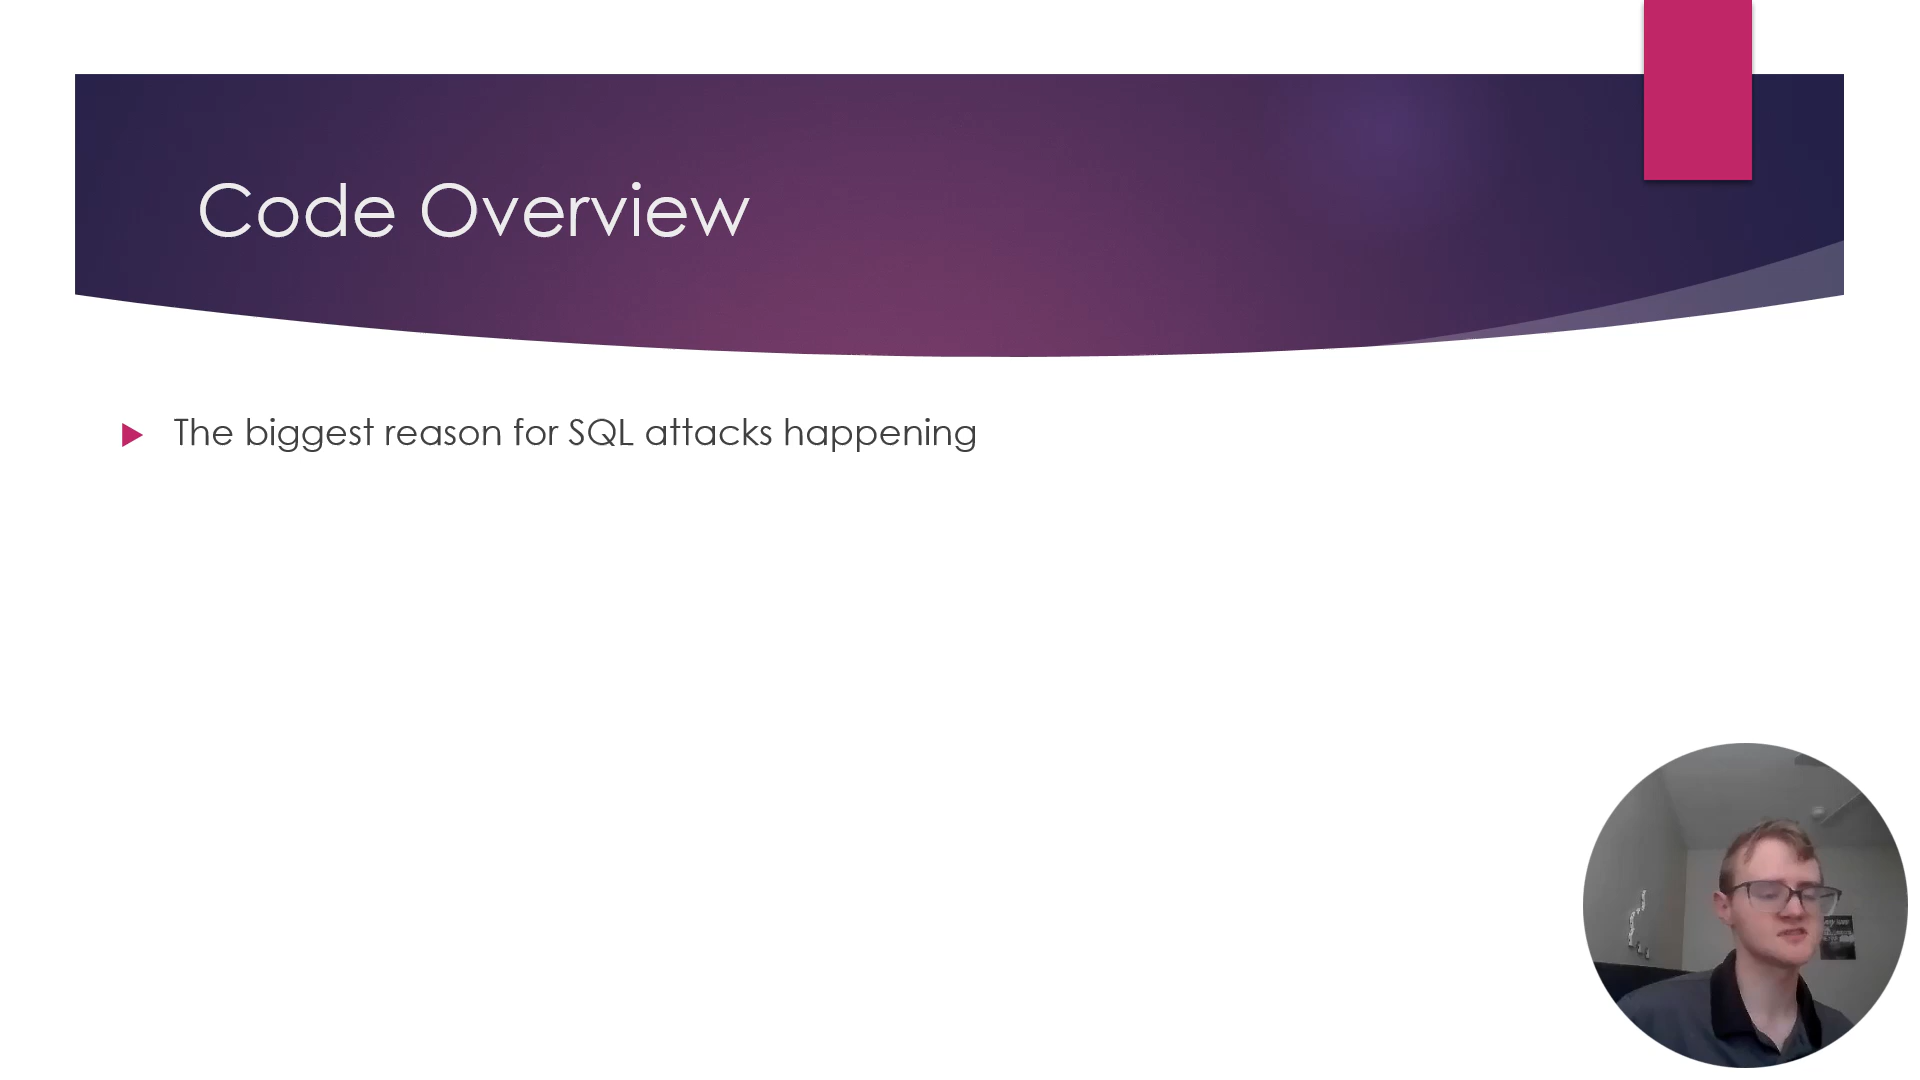 Code Overview
The biggest reason for SQL attacks happening